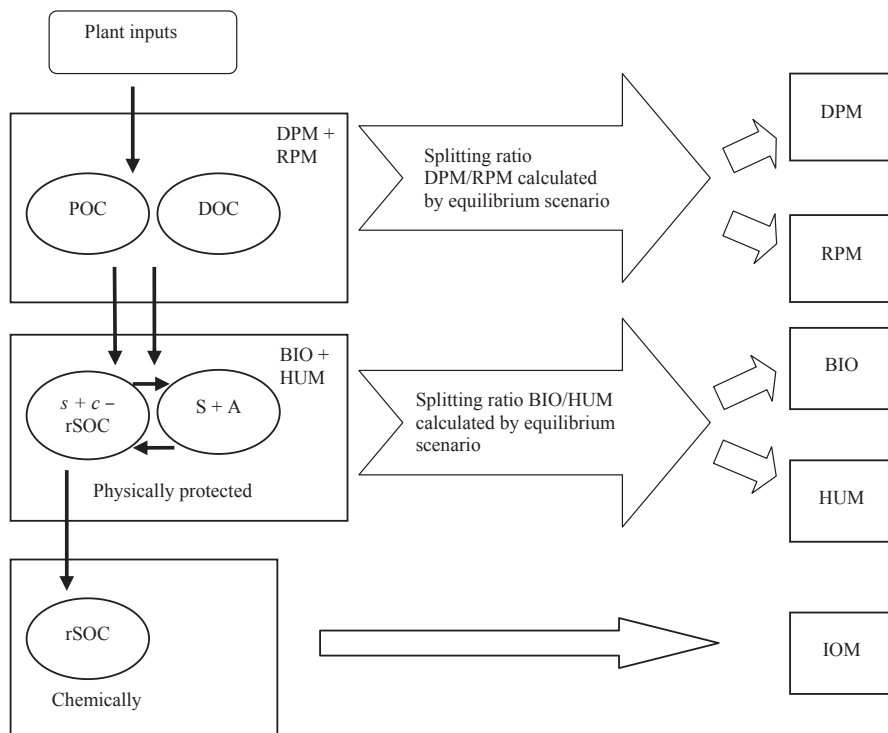 Plant inputs
DPM +
RPM
POC
DOC
Splitting ratio
DPM/RPM calculated
by equilibrium scenario
DPM
RPM
BIO +
HUM
s + c –
rSOC
S + A
Physically protected
Splitting ratio BIO/HUM
calculated by equilibrium
scenario
BIO
HUM
rSOC
Chemically
IOM